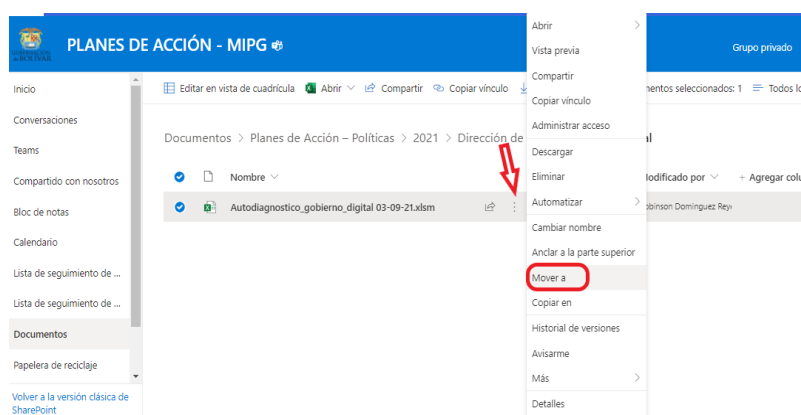 BOLÍVAR
PLANES DE ACCIÓN - MIPG
Grupo privado
Inicio
Conversaciones
Teams
Compartido con nosotros
Bloc de notas
Calendario
Lista de seguimiento de ...
Lista de seguimiento de ...
Documentos
Papelera de reciclaje
Volver a la versión clásica de
SharePoint
Editar en vista de cuadrícula Abrir Compartir Copiar vínculo
mentos seleccionados: 1 Todos lo
Documentos > Planes de Acción – Políticas > 2021 > Dirección de
al
Nombre
Modificado por + Agregar colu
Autodiagnostico_gobierno_digital 03-09-21.xlsm
obinson Dominguez Rey
Abrir
Vista previa
Compartir
Copiar vínculo
Administrar acceso
Descargar
Eliminar
Automatizar
Cambiar nombre
Anclar a la parte superior
Mover a
Copiar en
Historial de versiones
Avisarme
Más
Detalles